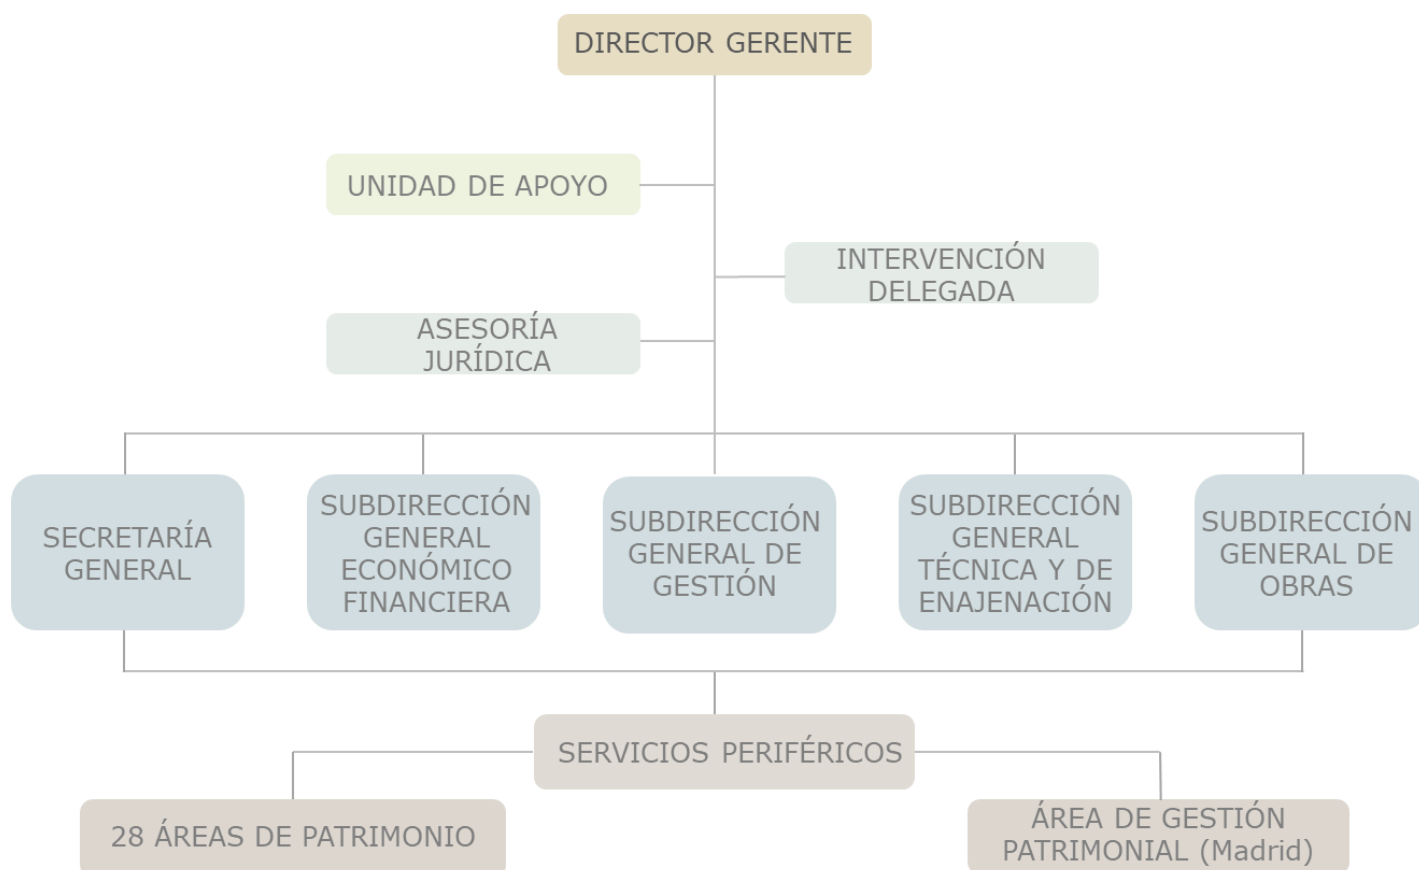 DIRECTOR GERENTE
UNIDAD DE APOYO
INTERVENCIÓN
DELEGADA
ASESORÍA
JURÍDICA
SECRETARÍA
GENERAL
SUBDIRECCIÓN
GENERAL
ECONÓMICO
FINANCIERA
SUBDIRECCIÓN
GENERAL DE
GESTIÓN
SUBDIRECCIÓN
GENERAL
TÉCNICA Y DE
ENAJENACIÓN
SUBDIRECCIÓN
GENERAL DE
OBRAS
SERVICIOS PERIFÉRICOS
28 ÁREAS DE PATRIMONIO
ÁREA DE GESTIÓN
PATRIMONIAL (Madrid)